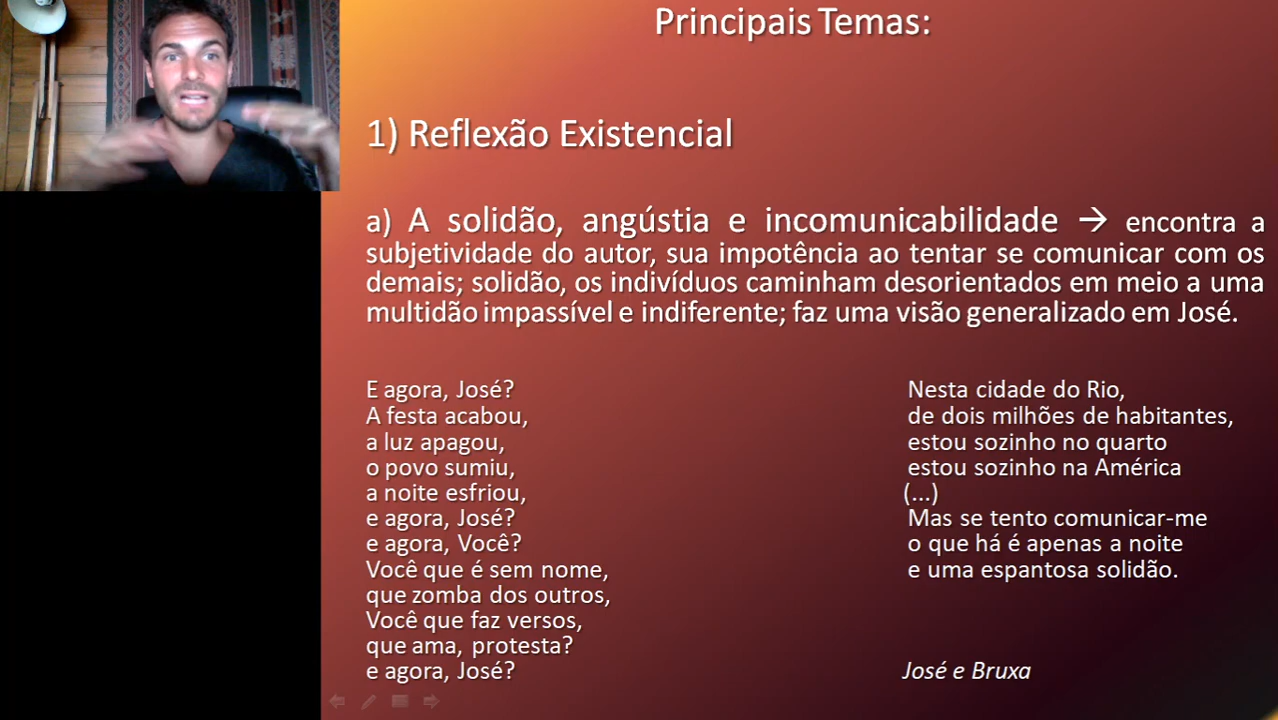 Principais Temas:
1) Reflexão Existencial
a) A solidão, angústia e incomunicabilidade → encontra a
subjetividade do autor, sua impotência ao tentar se comunicar com os
demais; solidão, os indivíduos caminham desorientados em meio a uma
multidão impassível e indiferente; faz uma visão generalizado em José.
E agora, José?
A festa acabou,
a luz apagou,
o povo sumiu,
a noite esfriou,
e agora, José?
e agora, Você?
Você que é sem nome,
que zomba dos outros,
Você que faz versos,
que ama, protesta?
e agora, José?
Nesta cidade do Rio,
de dois milhões de habitantes,
estou sozinho no quarto
estou sozinho na América
(...)
Mas se tento comunicar-me
o que há é apenas a noite
e uma espantosa solidão.
José e Bruxa